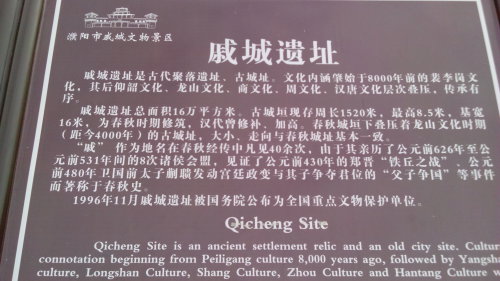 濮阳市戚城文物景区
戚城遗址
戚城遗址是古代聚落遗址、古城址。文化内涵肇始于8000年前的裴李岗文
化，其后仰韶文化、龙山文化、商文化、周文化、汉唐文化层次叠压，传承有
序。
戚城遗址总面积16万平方米。古城垣现存周长1520米，最高8.5米，基宽
16米，为春秋时期修筑，汉代曾修补、加高。春秋城垣下叠压着龙山文化时期
（距今4000年）的古城址，大小、走向与春秋城址基本一致。
“戚”作为地名在春秋经传中凡见40余次，由于其亲历了公元前626年至公
元前531年间的8次诸侯会盟，见证了公元前430年的郑晋“铁丘之战”、公元
前480年卫国前太子蒯聩发动宫廷政变与其子争夺君位的“父子争国”等事件
而著称于春秋史。
1996年11月戚城遗址被国务院公布为全国重点文物保护单位。
Qicheng Site
Qicheng Site is an ancient settlement relic and an old city site. Cultur
connotation beginning from Peiligang culture 8,000 years ago, followed by Yangsha
culture, Longshan Culture, Shang Culture, Zhou Culture and Hantang Culture w